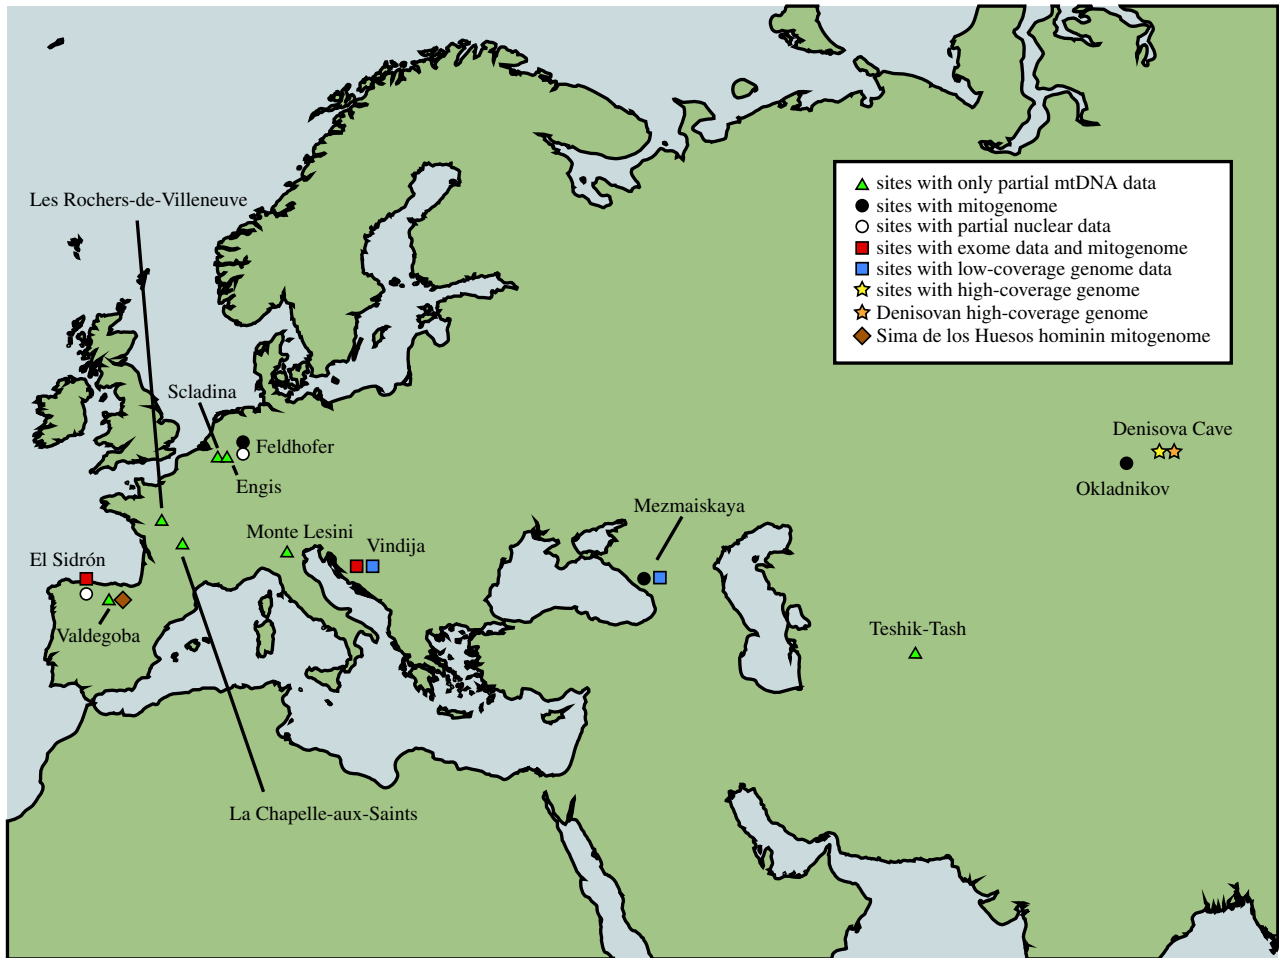 Les Rochers-de-Villeneuve
sites with only partial mtDNA data
sites with mitogenome
sites with partial nuclear data
sites with exome data and mitogenome
sites with low-coverage genome data
sites with high-coverage genome
Denisovan high-coverage genome
Sima de los Huesos hominin mitogenome
Scladina
Feldhofer
Engis
Denisova Cave
Okladnikov
Mezmaiskaya
Monte Lesini
Vindija
El Sidrón
Valdegoba
Teshik-Tash
La Chapelle-aux-Saints